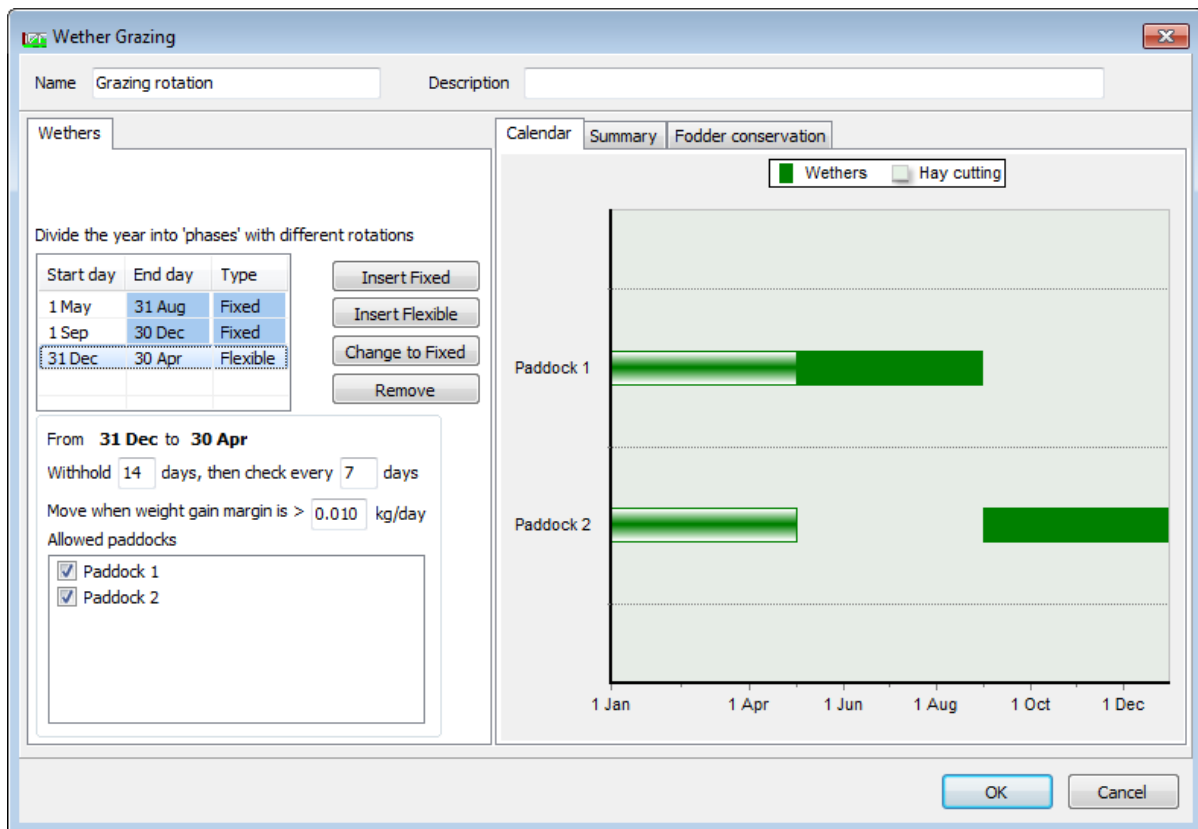 Wether Grazing
Name Grazing rotation Description
Wethers
Divide the year into 'phases' with different rotations
Start day End day Type
1 May 31 Aug Fixed
1 Sep 30 Dec Fixed
31 Dec 30 Apr Flexible
Insert Fixed
Insert Flexible
Change to Fixed
Remove
From 31 Dec to 30 Apr
Withhold 14 days, then check every 7 days
Move when weight gain margin is > 0.010 kg/day
Allowed paddocks
Paddock 1
Paddock 2
Calendar Summary Fodder conservation
Wethers Hay cutting
Paddock 1
Paddock 2
1 Jan 1 Apr 1 Jun 1 Aug 1 Oct 1 Dec
OK Cancel